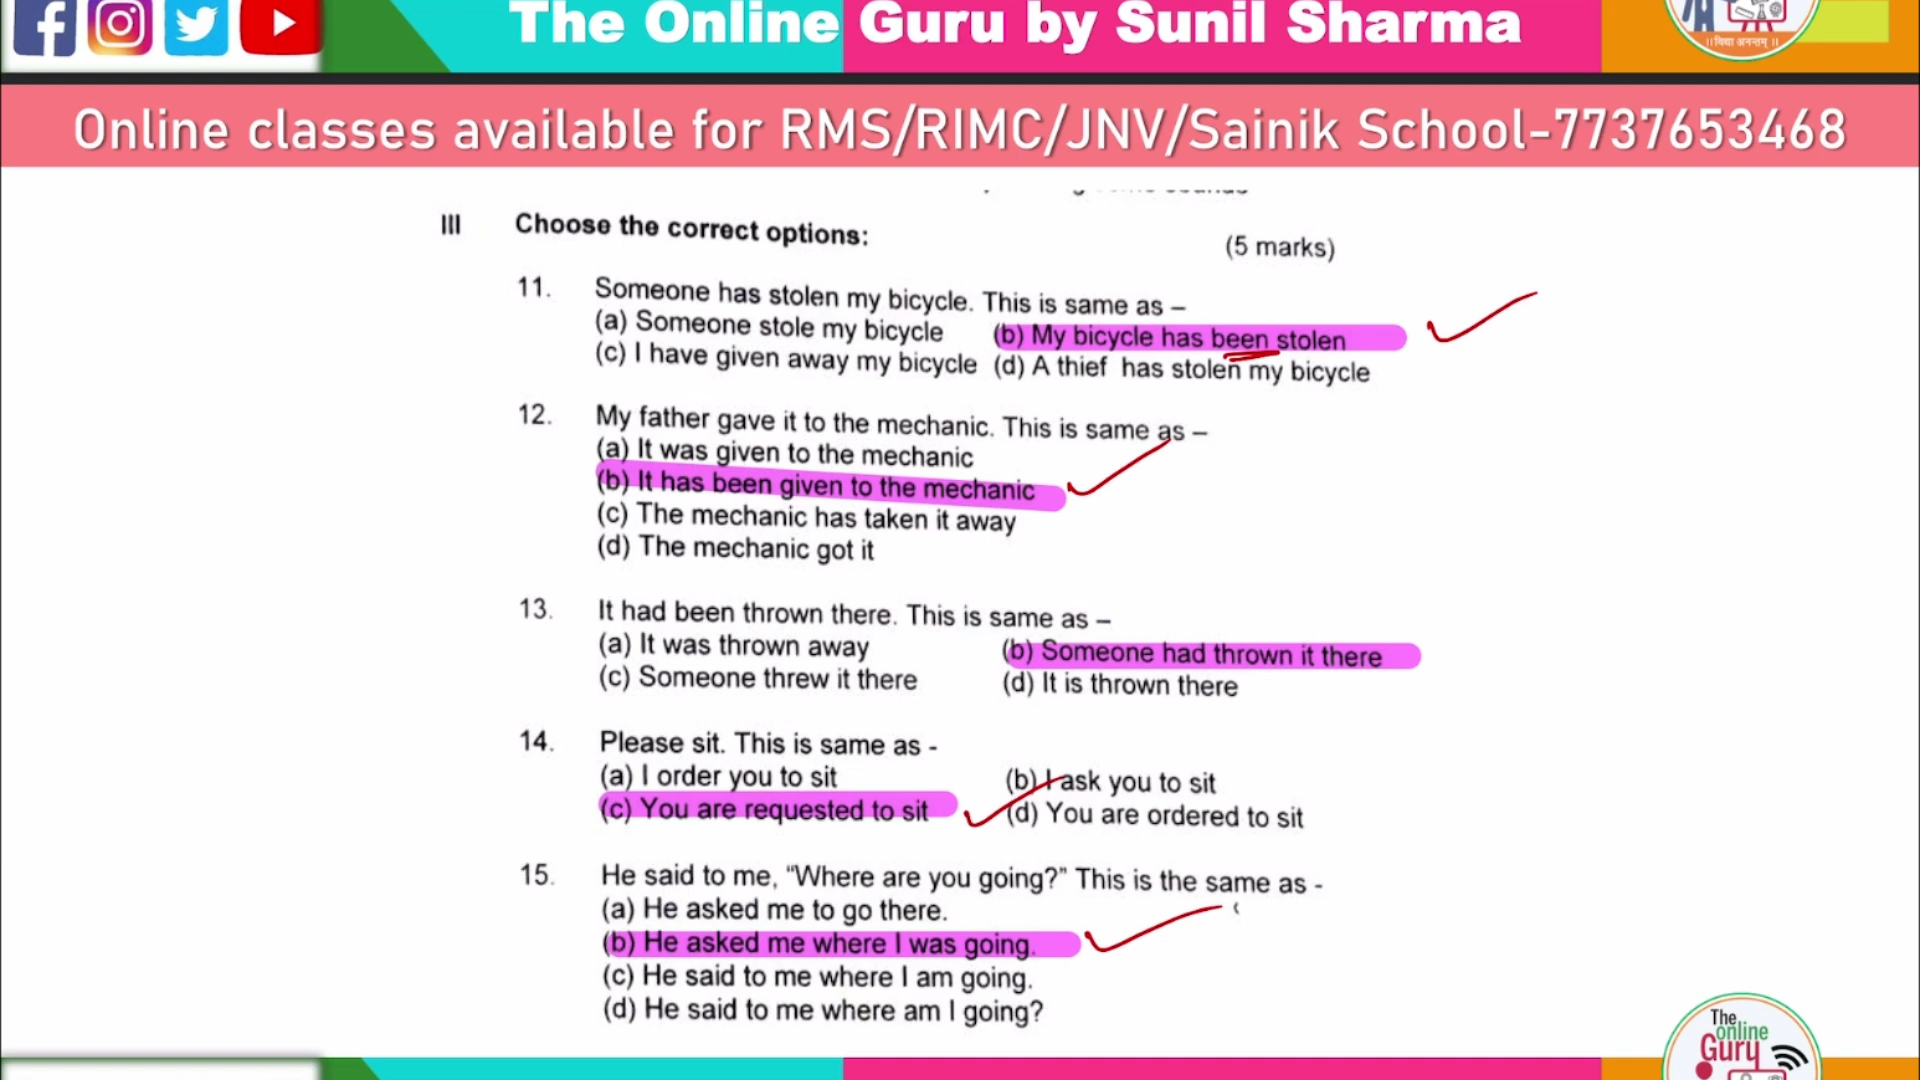 The Online Guru by Sunil Sharma
॥ विद्या अनन्तम् ॥
Online classes available for RMS/RIMC/JNV/Sainik School-7737653468
III Choose the correct options: (5 marks)
11. Someone has stolen my bicycle. This is same as –
(a) Someone stole my bicycle (b) My bicycle has been stolen
(c) I have given away my bicycle (d) A thief has stolen my bicycle
12. My father gave it to the mechanic. This is same as –
(a) It was given to the mechanic
(b) It has been given to the mechanic
(c) The mechanic has taken it away
(d) The mechanic got it
13. It had been thrown there. This is same as –
(a) It was thrown away (b) Someone had thrown it there
(c) Someone threw it there (d) It is thrown there
14. Please sit. This is same as -
(a) I order you to sit (b) I ask you to sit
(c) You are requested to sit (d) You are ordered to sit
15. He said to me, “Where are you going?” This is the same as -
(a) He asked me to go there.
(b) He asked me where I was going.
(c) He said to me where I am going.
(d) He said to me where am I going?
The
online
Guru